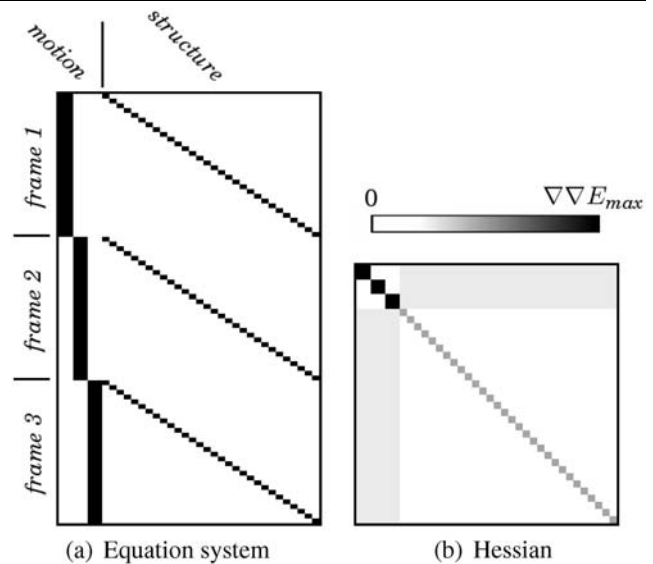 motion
structure
frame 1
frame 2
frame 3
0
∇∇E_max
(a) Equation system
(b) Hessian